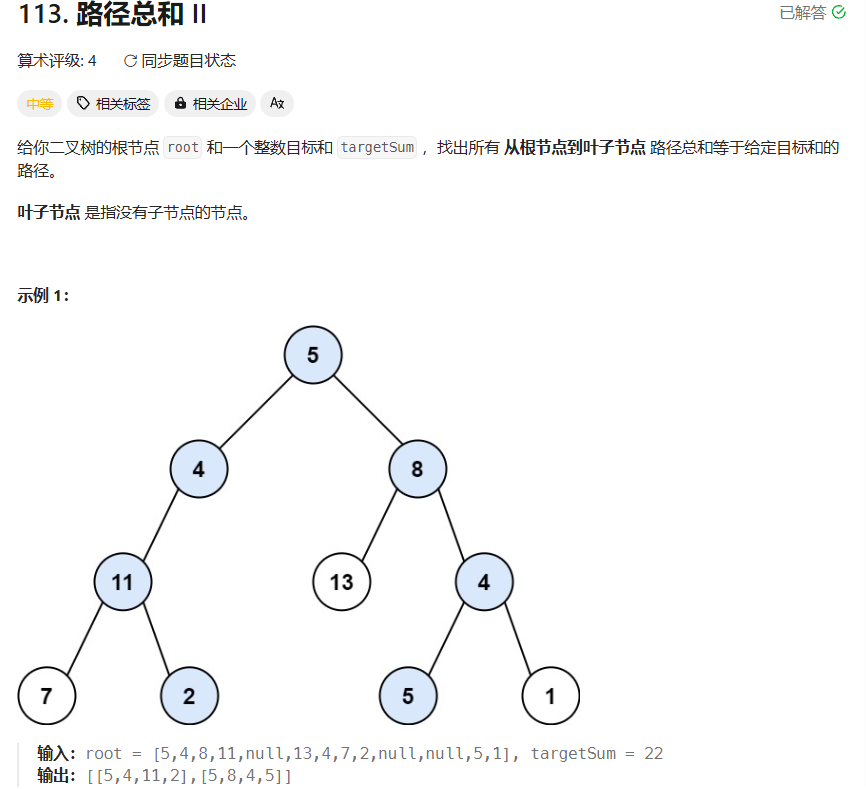 113. 路径总和 II
已解答
算术评级: 4 同步题目状态
中等 相关标签 相关企业 Ax
给你二叉树的根节点 root 和一个整数目标和 targetSum ，找出所有 从根节点到叶子节点 路径总和等于给定目标和的
路径。
叶子节点 是指没有子节点的节点。
示例 1：
5
4 8
11 13 4
7 2 5 1
输入：root = [5,4,8,11,null,13,4,7,2,null,null,5,1], targetSum = 22
输出：[[5,4,11,2],[5,8,4,5]]